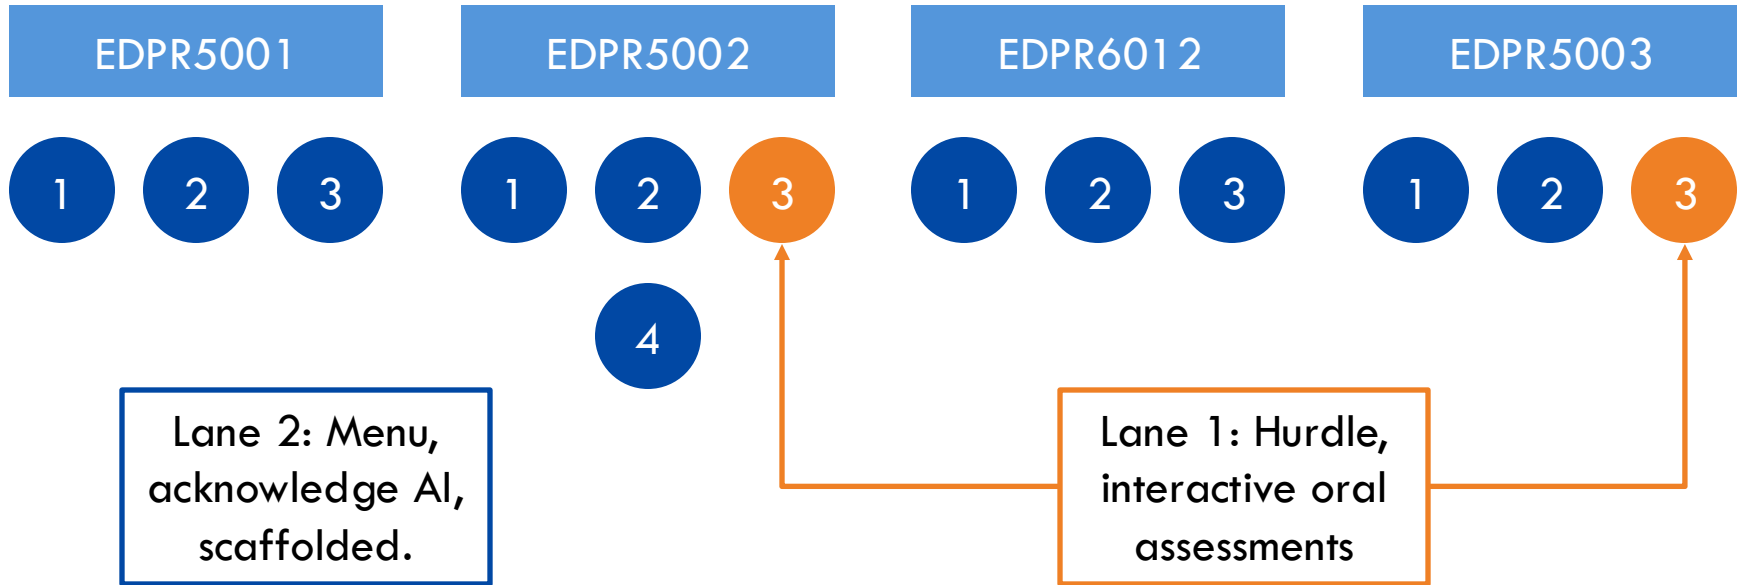 EDPR5001
EDPR5002
EDPR6012
EDPR5003
1 2 3
1 2 3
1 2 3
1 2 3
4
Lane 2: Menu,
acknowledge AI,
scaffolded.
Lane 1: Hurdle,
interactive oral
assessments